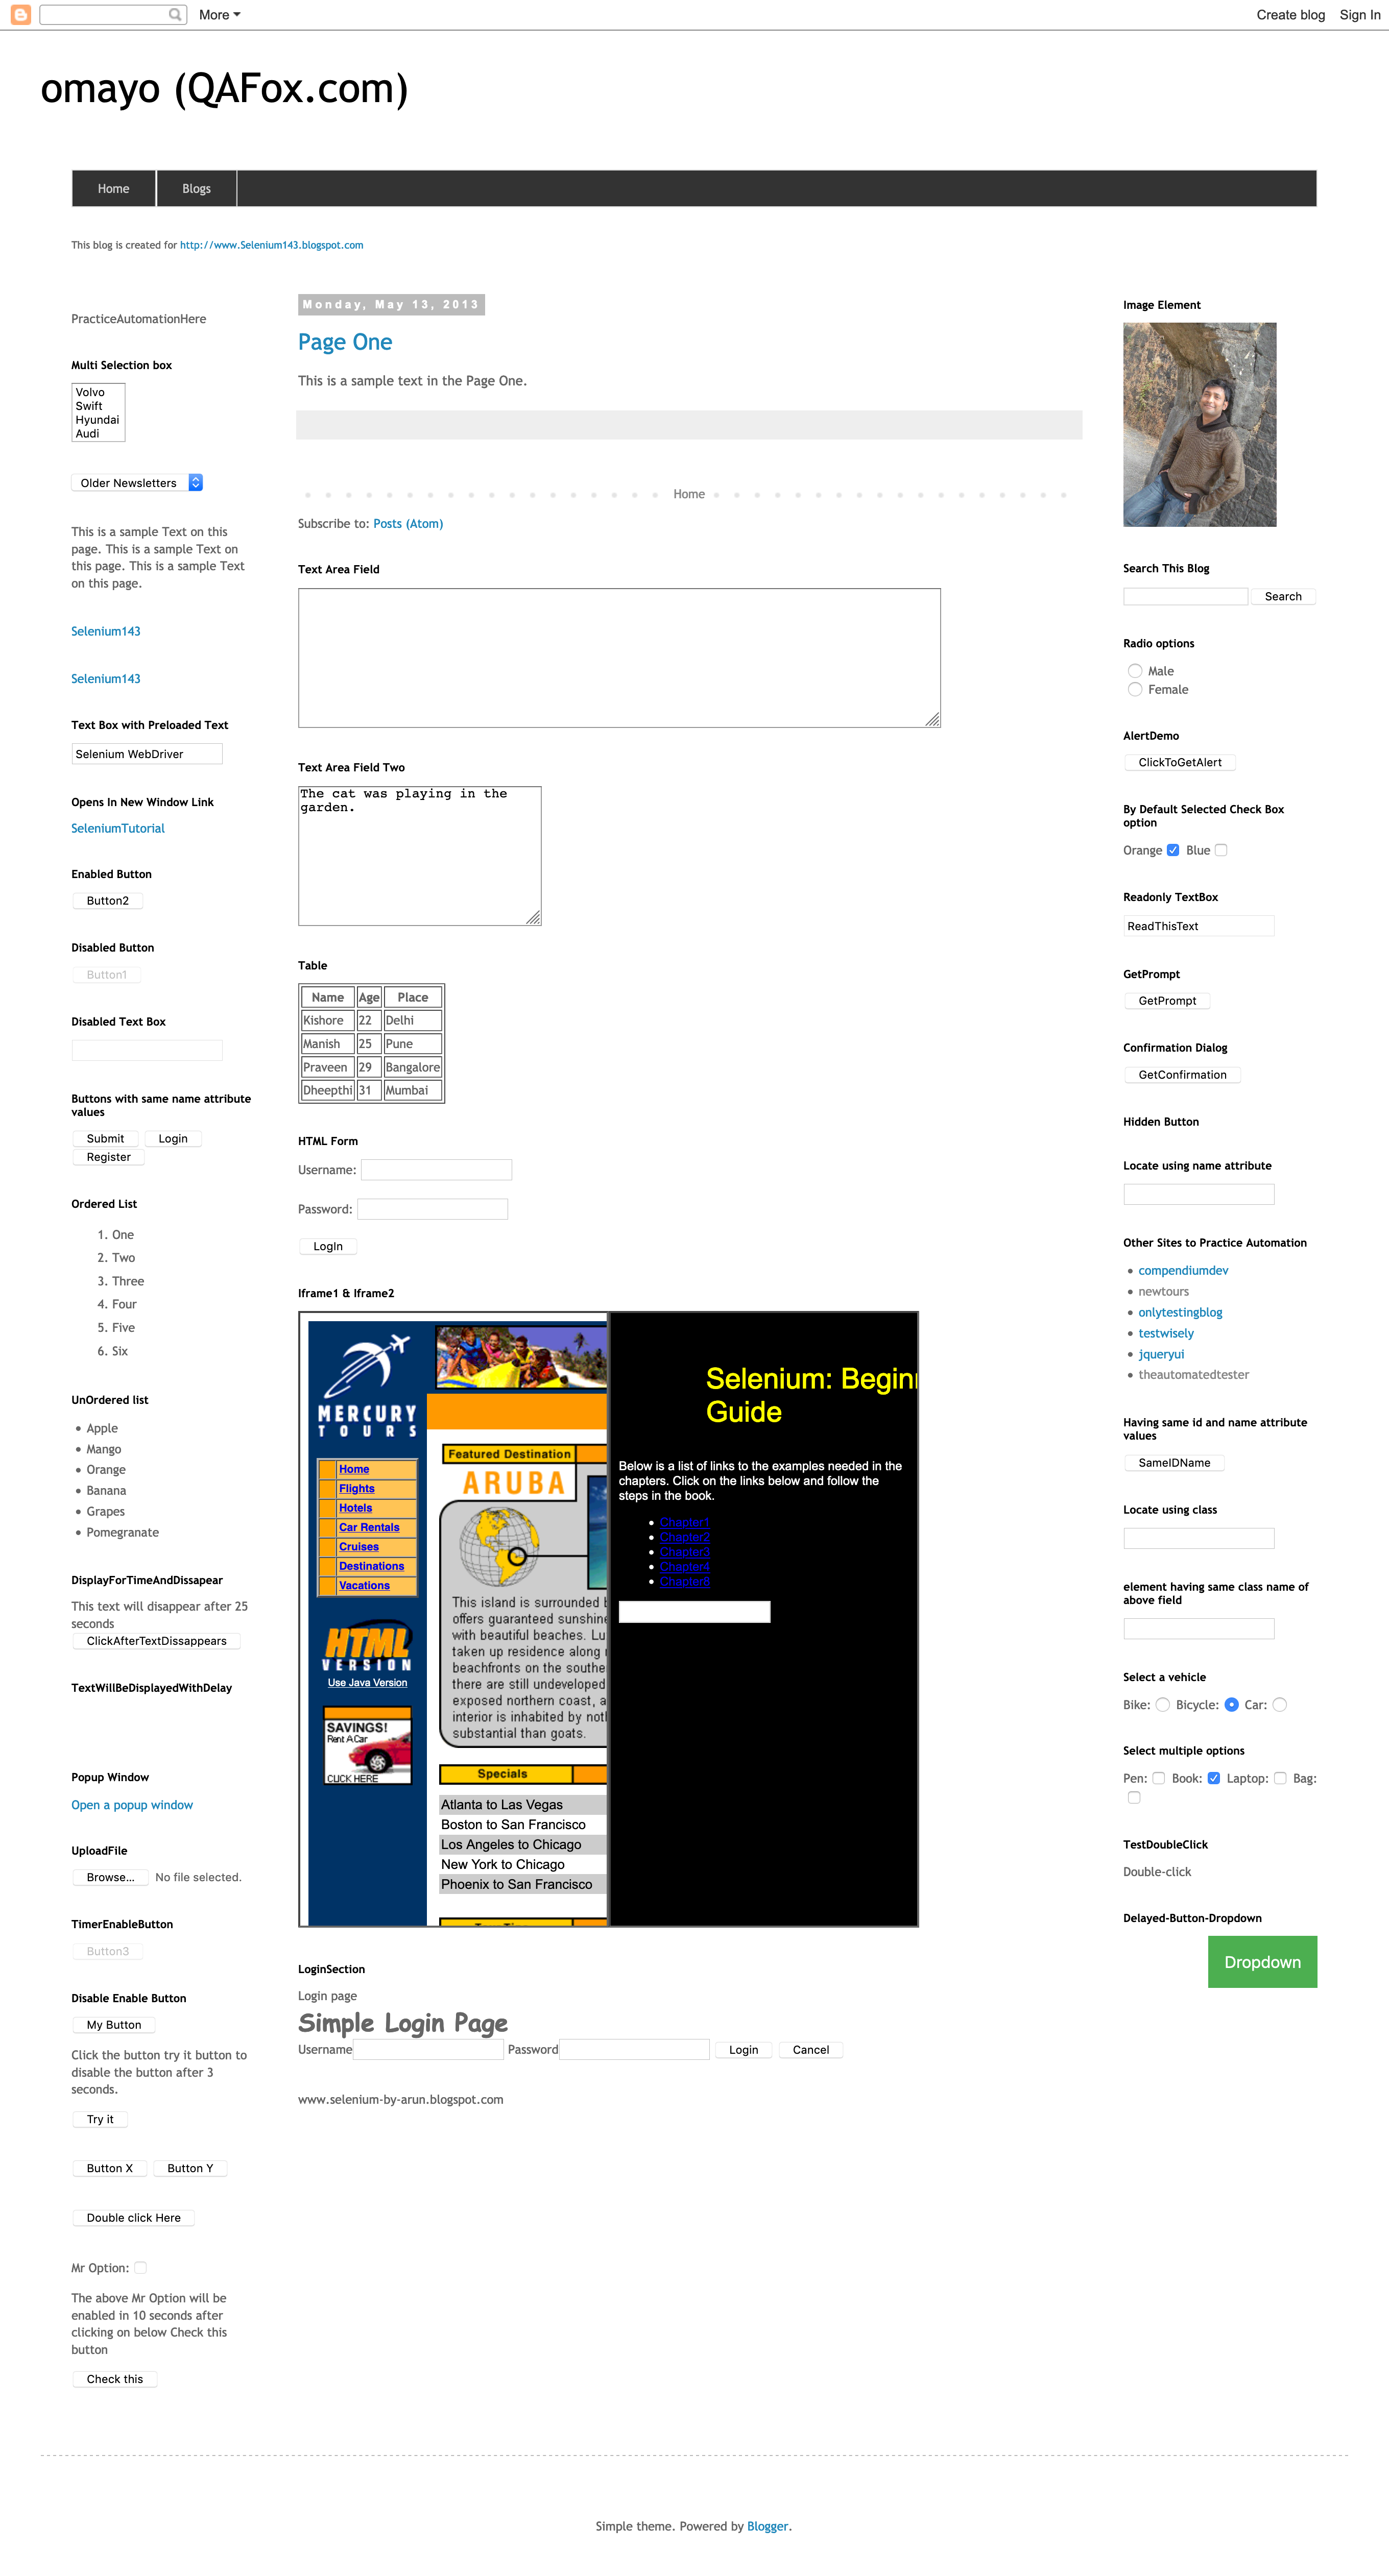 More
Create blog Sign In
omayo (QAFox.com)
Home Blogs
This blog is created for http://www.Selenium143.blogspot.com
PracticeAutomationHere
Multi Selection box
Volvo
Swift
Hyundai
Audi
Older Newsletters
This is a sample Text on this
page. This is a sample Text on
this page. This is a sample Text
on this page.
Selenium143
Selenium143
Text Box with Preloaded Text
Selenium WebDriver
Opens In New Window Link
SeleniumTutorial
Enabled Button
Button2
Disabled Button
Button1
Disabled Text Box
Buttons with same name attribute
values
Submit Login
Register
Ordered List
1. One
2. Two
3. Three
4. Four
5. Five
6. Six
UnOrdered list
Apple
Mango
Orange
Banana
Grapes
Pomegranate
DisplayForTimeAndDissapear
This text will disappear after 25
seconds
ClickAfterTextDissappears
TextWillBeDisplayedWithDelay
Popup Window
Open a popup window
UploadFile
Browse... No file selected.
TimerEnableButton
Button3
Disable Enable Button
My Button
Click the button try it button to
disable the button after 3
seconds.
Try it
Button X Button Y
Double click Here
Mr Option:
The above Mr Option will be
enabled in 10 seconds after
clicking on below Check this
button
Check this
Monday, May 13, 2013
Page One
This is a sample text in the Page One.
Home
Subscribe to: Posts (Atom)
Text Area Field
Text Area Field Two
The cat was playing in the
garden.
Table
Name Age Place
Kishore 22 Delhi
Manish 25 Pune
Praveen 29 Bangalore
Dheepthi 31 Mumbai
HTML Form
Username:
Password:
LogIn
Iframe1 & Iframe2
MERCURY
TOURS
Home
Flights
Hotels
Car Rentals
Cruises
Destinations
Vacations
HTML
VERSION
Use Java Version
SAVINGS!
Rent A Car
CLICK HERE
Featured Destination
ARUBA
This island is surrounded
offers guaranteed sunshin
with beautiful beaches. Lu
taken up residence along
beachfronts on the southe
there are still undeveloped
exposed northern coast, a
interior is inhabited by not
substantial than goats.
Specials
Atlanta to Las Vegas
Boston to San Francisco
Los Angeles to Chicago
New York to Chicago
Phoenix to San Francisco
Selenium: Begin
Guide
Below is a list of links to the examples needed in the
chapters. Click on the links below and follow the
steps in the book.
Chapter1
Chapter2
Chapter3
Chapter4
Chapter8
LoginSection
Login page
Simple Login Page
Username Password Login Cancel
www.selenium-by-arun.blogspot.com
Image Element
Search This Blog
Search
Radio options
Male
Female
AlertDemo
ClickToGetAlert
By Default Selected Check Box
option
Orange Blue
Readonly TextBox
ReadThisText
GetPrompt
GetPrompt
Confirmation Dialog
GetConfirmation
Hidden Button
Locate using name attribute
Other Sites to Practice Automation
compendiumdev
newtours
onlytestingblog
testwisely
jqueryui
theautomatedtester
Having same id and name attribute
values
SameIDName
Locate using class
element having same class name of
above field
Select a vehicle
Bike: Bicycle: Car:
Select multiple options
Pen: Book: Laptop: Bag:
TestDoubleClick
Double-click
Delayed-Button-Dropdown
Dropdown
Simple theme. Powered by Blogger.